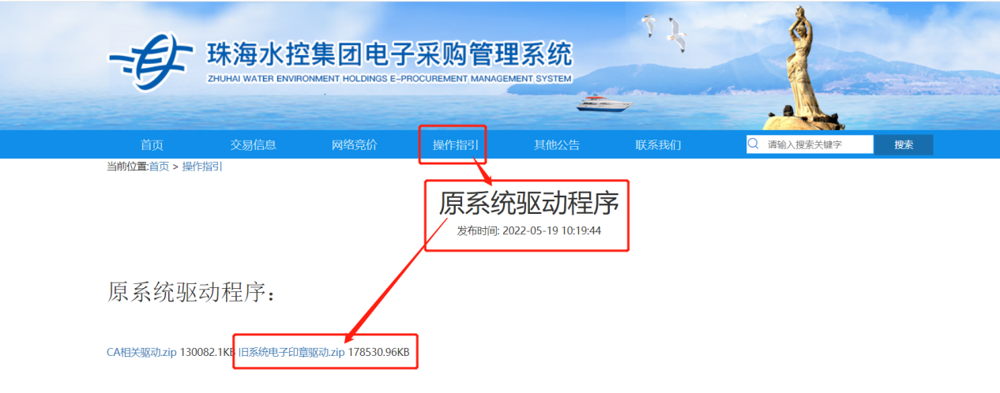 珠海水控集团电子采购管理系统
ZHUHAI WATER ENVIRONMENT HOLDINGS E-PROCUREMENT MANAGEMENT SYSTEM
首页 交易信息 网络竞价 操作指引 其他公告 联系我们 请输入搜索关键字 搜索
当前位置:首页 > 操作指引
原系统驱动程序
发布时间: 2022-05-19 10:19:44
原系统驱动程序：
CA相关驱动.zip 130082.1KB 旧系统电子印章驱动.zip 178530.96KB